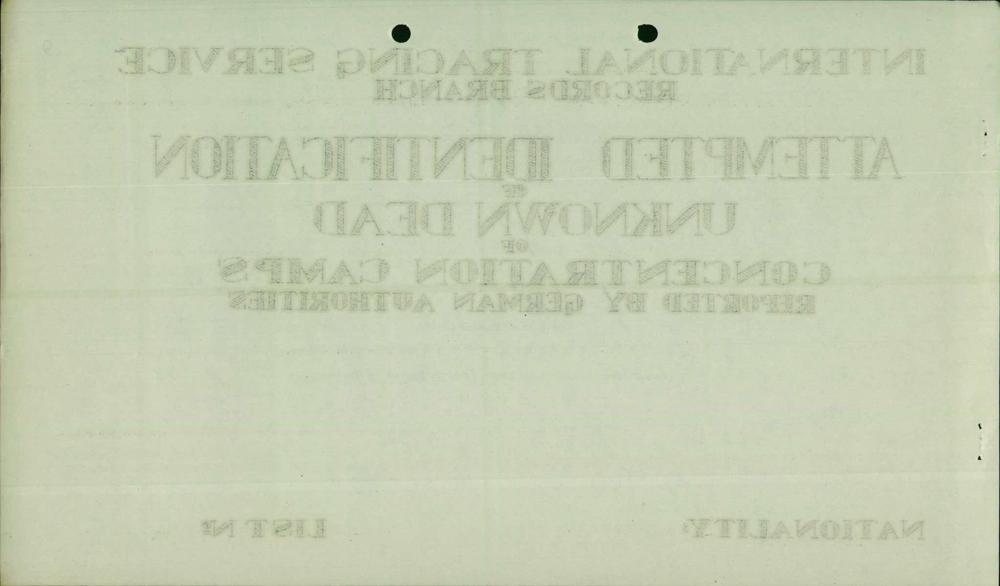 INTERNATIONAL TRACING SERVICE
RECORDS BRANCH
ATTEMPTED IDENTIFICATION
OF
UNKNOWN DEAD
OF
CONCENTRATION CAMPS
REPORTED BY GERMAN AUTHORITIES
NATIONALITY: LIST Nº